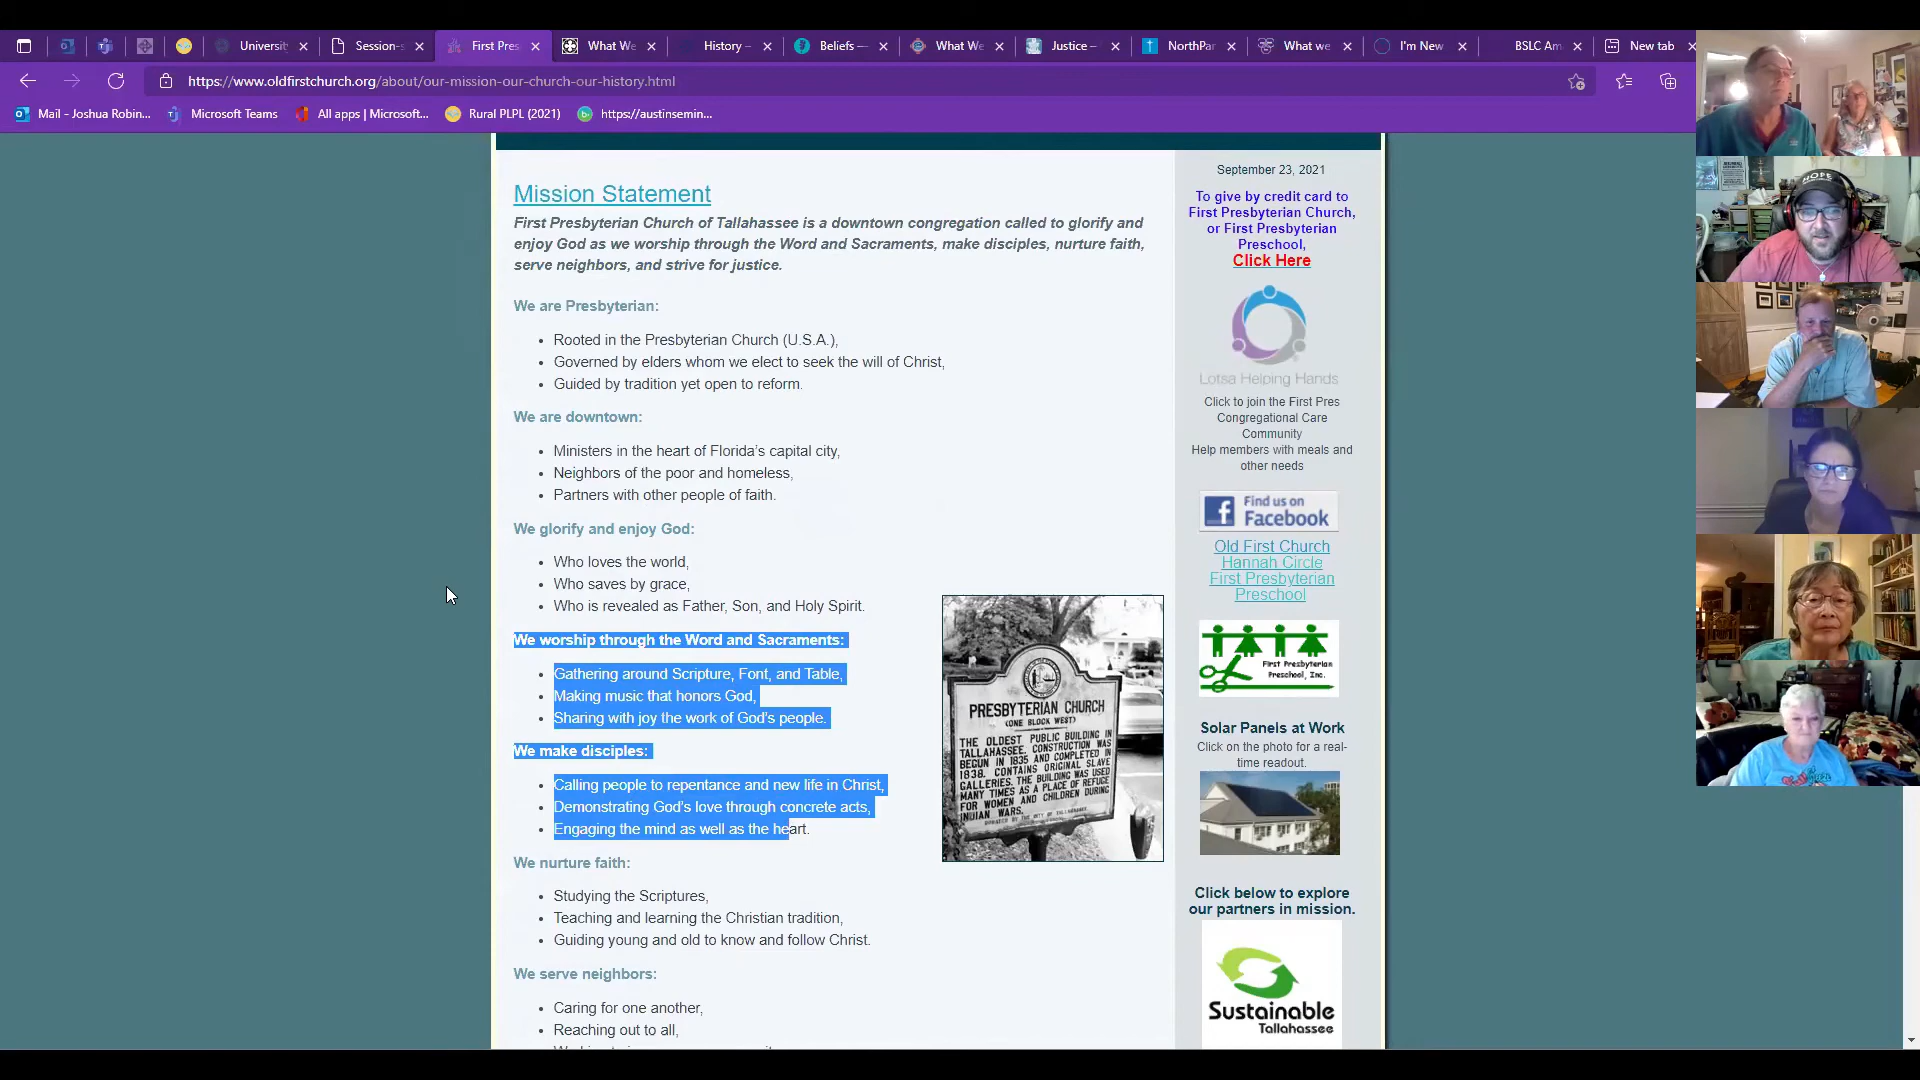 University
Session-s
First Pres
What We
History –
Beliefs —
What We
Justice –
NorthPar
What we
I'm New
BSLC Am
New tab
https://www.oldfirstchurch.org/about/our-mission-our-church-our-history.html
Mail - Joshua Robin...
Microsoft Teams
All apps | Microsoft...
Rural PLPL (2021)
https://austinsemin...
Mission Statement
First Presbyterian Church of Tallahassee is a downtown congregation called to glorify and
enjoy God as we worship through the Word and Sacraments, make disciples, nurture faith,
serve neighbors, and strive for justice.
We are Presbyterian:
• Rooted in the Presbyterian Church (U.S.A.),
• Governed by elders whom we elect to seek the will of Christ,
• Guided by tradition yet open to reform.
We are downtown:
• Ministers in the heart of Florida's capital city,
• Neighbors of the poor and homeless,
• Partners with other people of faith.
We glorify and enjoy God:
• Who loves the world,
• Who saves by grace,
• Who is revealed as Father, Son, and Holy Spirit.
We worship through the Word and Sacraments:
• Gathering around Scripture, Font, and Table,
• Making music that honors God,
• Sharing with joy the work of God's people.
We make disciples:
• Calling people to repentance and new life in Christ,
• Demonstrating God's love through concrete acts,
• Engaging the mind as well as the heart.
We nurture faith:
• Studying the Scriptures,
• Teaching and learning the Christian tradition,
• Guiding young and old to know and follow Christ.
We serve neighbors:
• Caring for one another,
• Reaching out to all,
PRESBYTERIAN CHURCH
(ONE BLOCK WEST)
THE OLDEST PUBLIC BUILDING IN
TALLAHASSEE. CONSTRUCTION WAS
BEGUN IN 1835 AND COMPLETED IN
1838. CONTAINS ORIGINAL SLAVE
GALLERIES. THE BUILDING WAS USED
MANY TIMES AS A PLACE OF REFUGE
FOR WOMEN AND CHILDREN DURING
INDIAN WARS.
September 23, 2021
To give by credit card to
First Presbyterian Church,
or First Presbyterian
Preschool,
Click Here
Lotsa Helping Hands
Click to join the First Pres
Congregational Care
Community
Help members with meals and
other needs
Find us on
Facebook
Old First Church
Hannah Circle
First Presbyterian
Preschool
First Presbyterian
Preschool, Inc.
Solar Panels at Work
Click on the photo for a real-
time readout.
Click below to explore
our partners in mission.
Sustainable
Tallahassee
HOPE